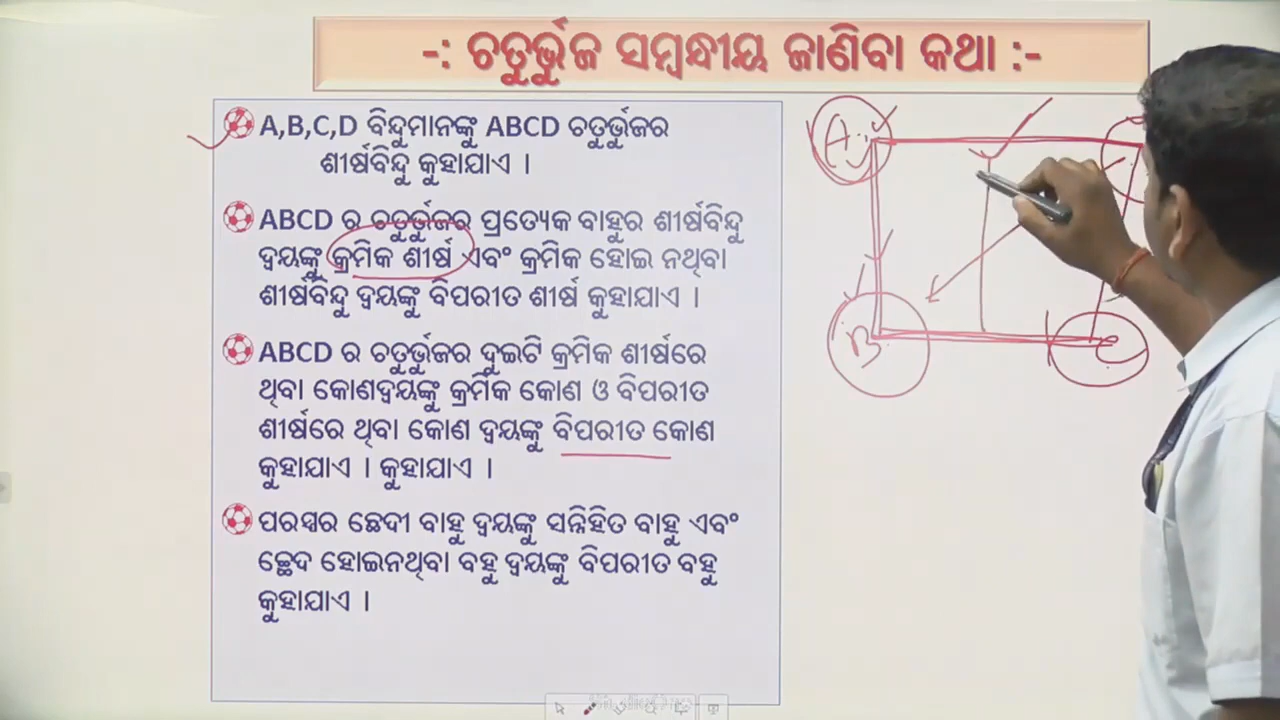 -: ଚତୁର୍ଭୁଜ ସମ୍ବନ୍ଧୀୟ ଜାଣିବା କଥା :-
A,B,C,D ବିନ୍ଦୁମାନଙ୍କୁ ABCD ଚତୁର୍ଭୁଜର
ଶୀର୍ଷବିନ୍ଦୁ କୁହାଯାଏ ।
ABCD ର ଚତୁର୍ଭୁଜର ପ୍ରତ୍ୟେକ ବାହୁର ଶୀର୍ଷବିନ୍ଦୁ
ଦ୍ୱୟଙ୍କୁ କ୍ରମିକ ଶୀର୍ଷ ଏବଂ କ୍ରମିକ ହୋଇ ନଥିବା
ଶୀର୍ଷବିନ୍ଦୁ ଦ୍ୱୟଙ୍କୁ ବିପରୀତ ଶୀର୍ଷ କୁହାଯାଏ ।
ABCD ର ଚତୁର୍ଭୁଜର ଦୁଇଟି କ୍ରମିକ ଶୀର୍ଷରେ
ଥିବା କୋଣଦ୍ୱୟଙ୍କୁ କ୍ରମିକ କୋଣ ଓ ବିପରୀତ
ଶୀର୍ଷରେ ଥିବା କୋଣ ଦ୍ୱୟଙ୍କୁ ବିପରୀତ କୋଣ
କୁହାଯାଏ । କୁହାଯାଏ ।
ପରସ୍ପର ଛେଦୀ ବାହୁ ଦ୍ୱୟଙ୍କୁ ସନ୍ନିହିତ ବାହୁ ଏବଂ
ଚ୍ଛେଦ ହୋଇନଥିବା ବହୁ ଦ୍ୱୟଙ୍କୁ ବିପରୀତ ବହୁ
କୁହାଯାଏ ।
A
B
C